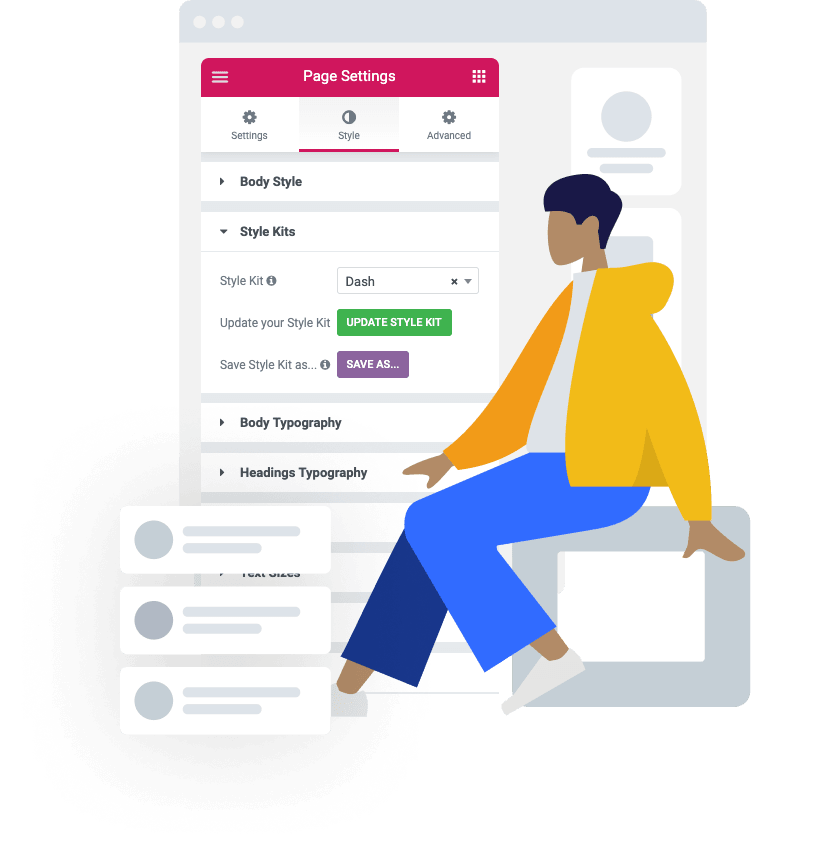 Page Settings
Settings Style Advanced
Body Style
Style Kits
Style Kit Dash
Update your Style Kit UPDATE STYLE KIT
Save Style Kit as... SAVE AS...
Body Typography
Headings Typography
Text Sizes